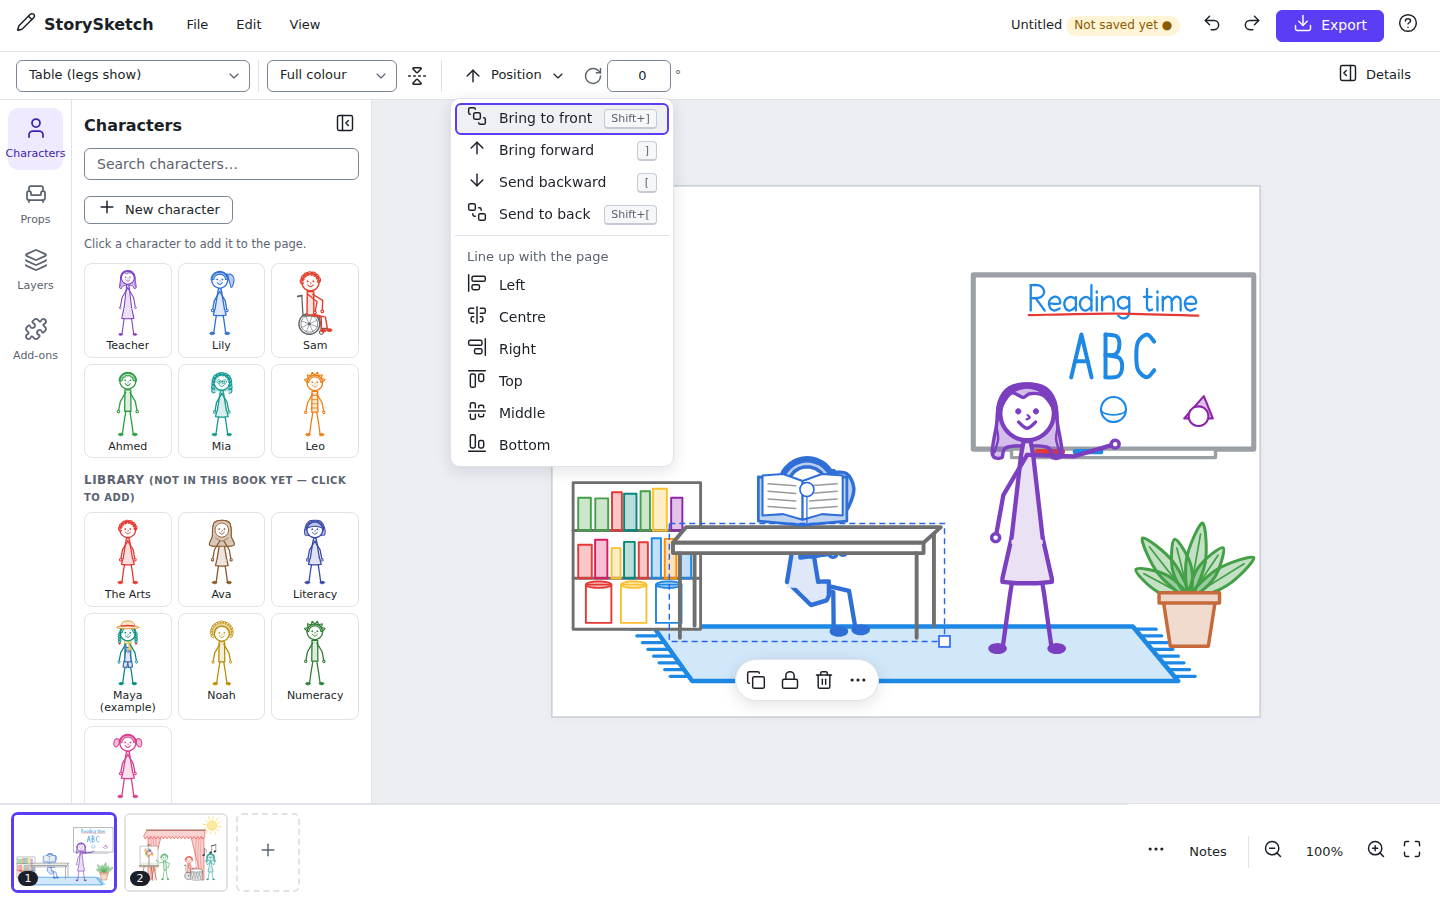 StorySketch File Edit View Untitled Not saved yet Export
Table (legs show) Full colour Position 0 ° Details
Characters
Props
Layers
Add-ons
Characters
Search characters...
New character
Click a character to add it to the page.
Teacher Lily Sam
Ahmed Mia Leo
LIBRARY (NOT IN THIS BOOK YET — CLICK TO ADD)
The Arts Ava Literacy
Maya (example) Noah Numeracy
Bring to front Shift+]
Bring forward ]
Send backward [
Send to back Shift+[
Line up with the page
Left
Centre
Right
Top
Middle
Bottom
Reading time
ABC
1 2
Reading time
ABC
Notes 100%